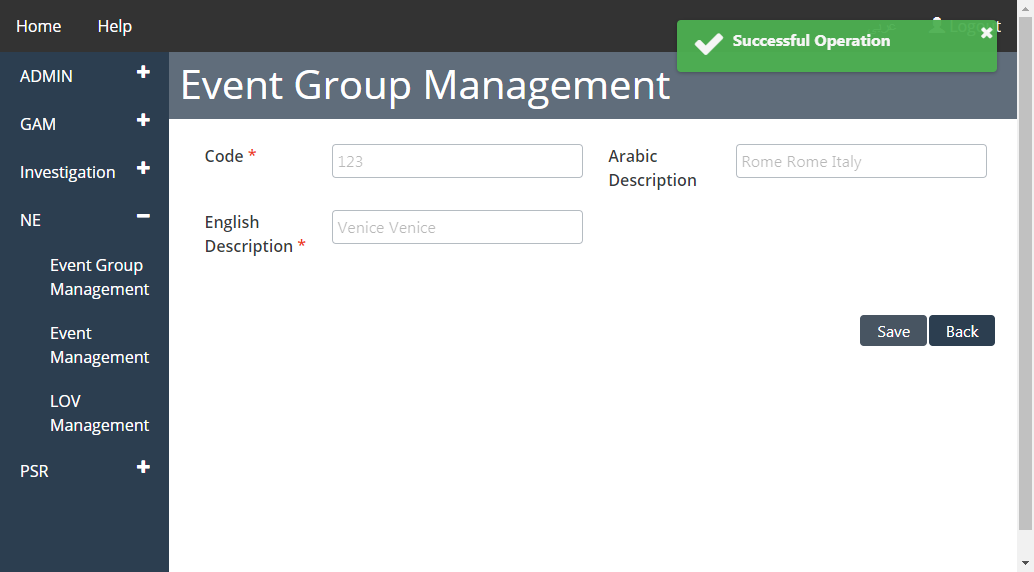 Home
Help
Logout
Successful Operation
ADMIN
GAM
Investigation
NE
Event Group
Management
Event
Management
LOV
Management
PSR
Event Group Management
Code *
123
Arabic
Description
Rome Rome Italy
English
Description *
Venice Venice
Save
Back